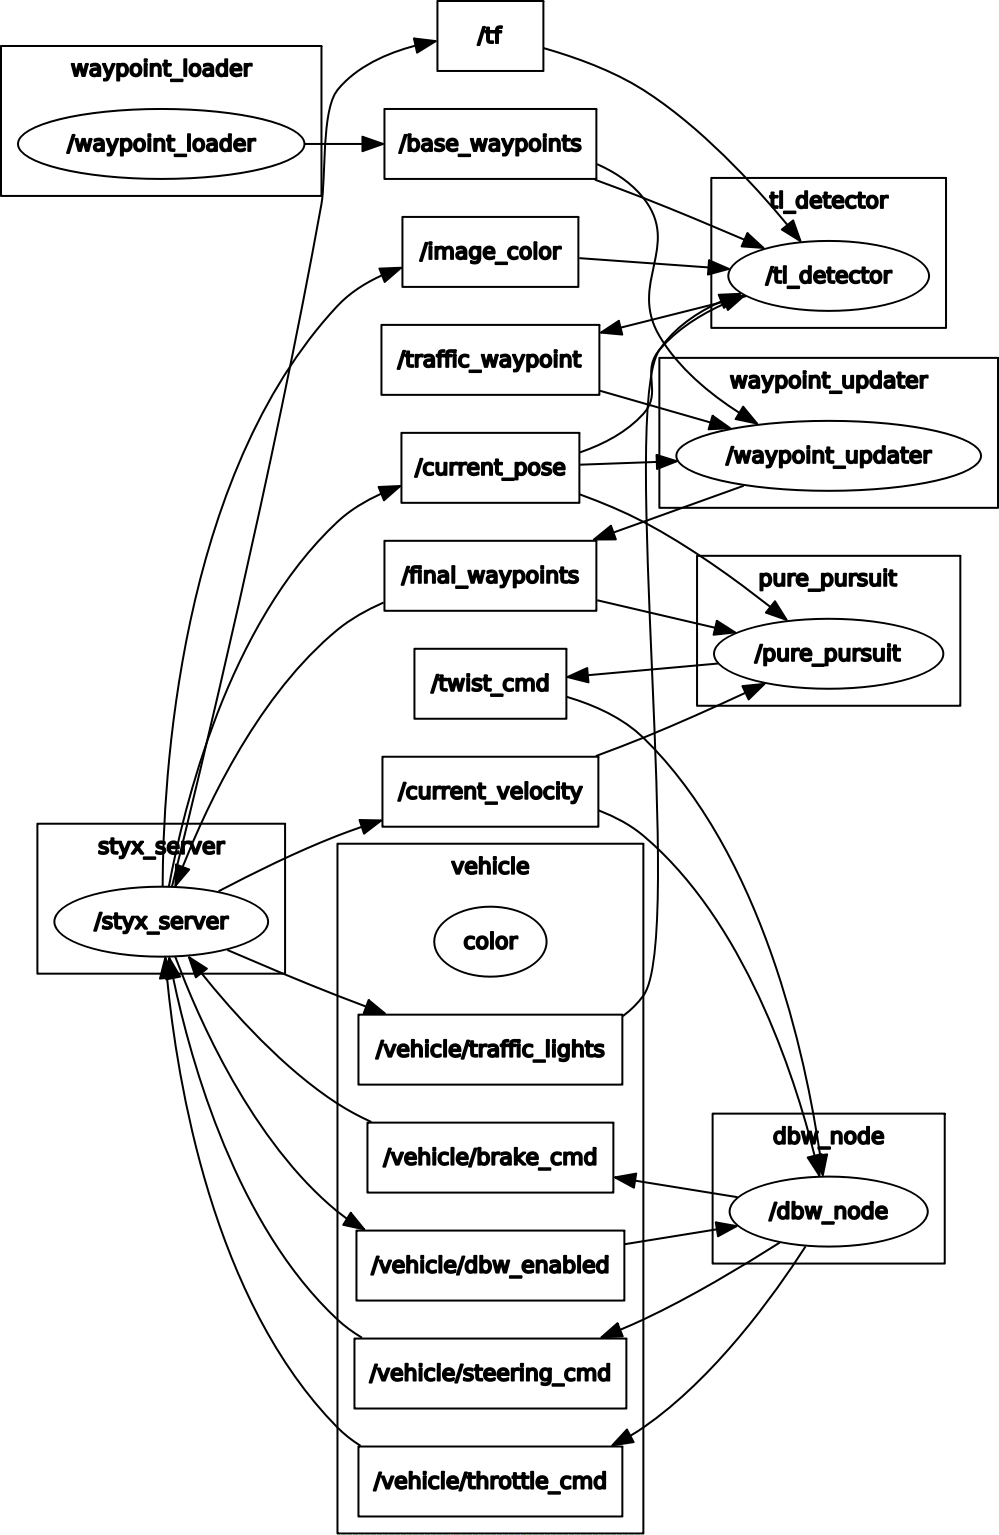 /tf
waypoint_loader
/waypoint_loader
/base_waypoints
tl_detector
/image_color
/tl_detector
/traffic_waypoint
waypoint_updater
/current_pose
/waypoint_updater
/final_waypoints
pure_pursuit
/twist_cmd
/pure_pursuit
/current_velocity
styx_server
vehicle
/styx_server
color
/vehicle/traffic_lights
dbw_node
/vehicle/brake_cmd
/dbw_node
/vehicle/dbw_enabled
/vehicle/steering_cmd
/vehicle/throttle_cmd